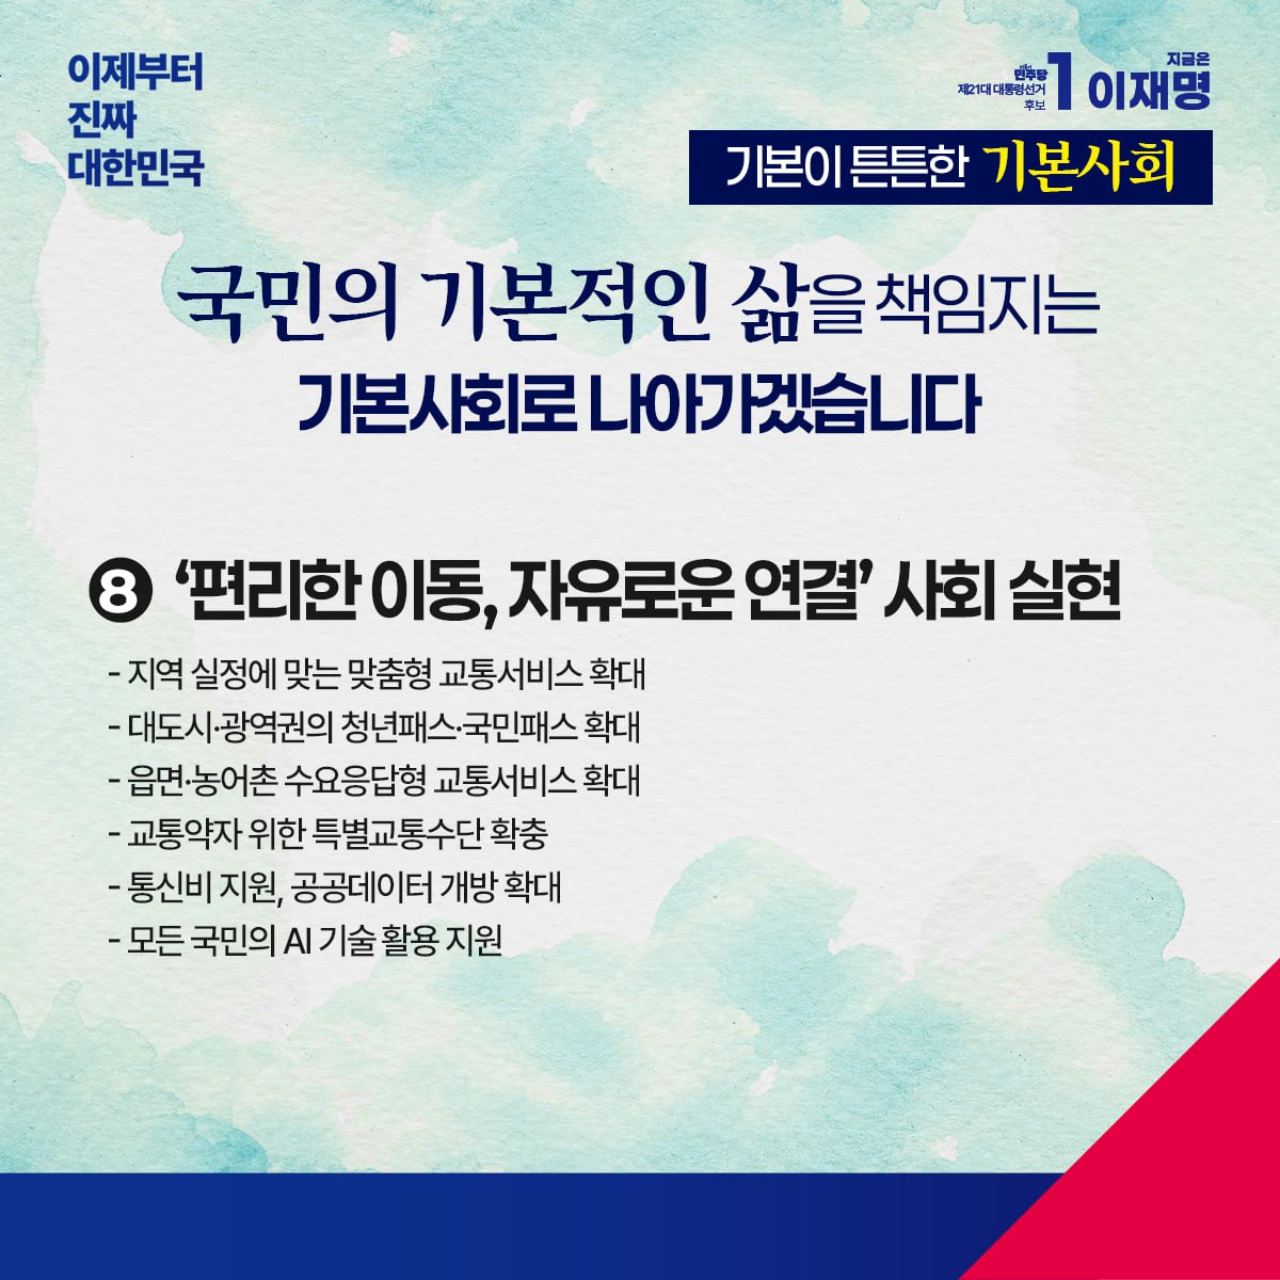 이제부터
진짜
대한민국
지금은
더불어
민주당
제21대 대통령선거
후보
1 이재명
기본이 튼튼한 기본사회
국민의 기본적인 삶을 책임지는
기본사회로 나아가겠습니다
8 ‘편리한 이동, 자유로운 연결’ 사회 실현
- 지역 실정에 맞는 맞춤형 교통서비스 확대
- 대도시·광역권의 청년패스·국민패스 확대
- 읍면·농어촌 수요응답형 교통서비스 확대
- 교통약자 위한 특별교통수단 확충
- 통신비 지원, 공공데이터 개방 확대
- 모든 국민의 AI 기술 활용 지원